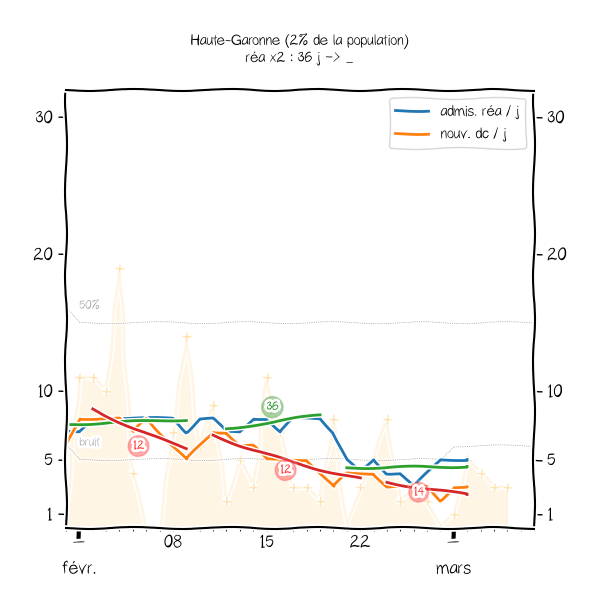 Haute-Garonne (2% de la population)
réa x2 : 36 j -> _
admis. réa / j
nouv. dc / j
30
30
20
20
50%
10
10
36
bruit
12
12
14
5
5
1
1
08
15
22
févr.
mars